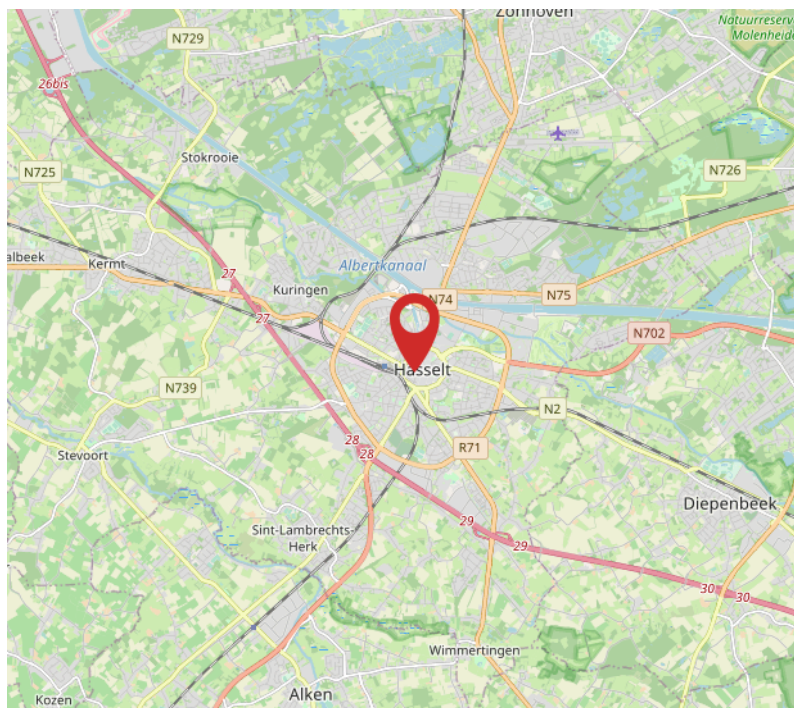 Zonhoven
Natuurreserv
Molenheide
N729
26bis
Stokrooie
N725
N726
albeek
Kermt
27
Albertkanaal
Kuringen
N74
N75
27
N702
Hasselt
N739
N2
28
28
R71
Stevoort
Diepenbeek
29
Sint-Lambrechts-
Herk
29
30
30
Wimmertingen
Kozen
Alken